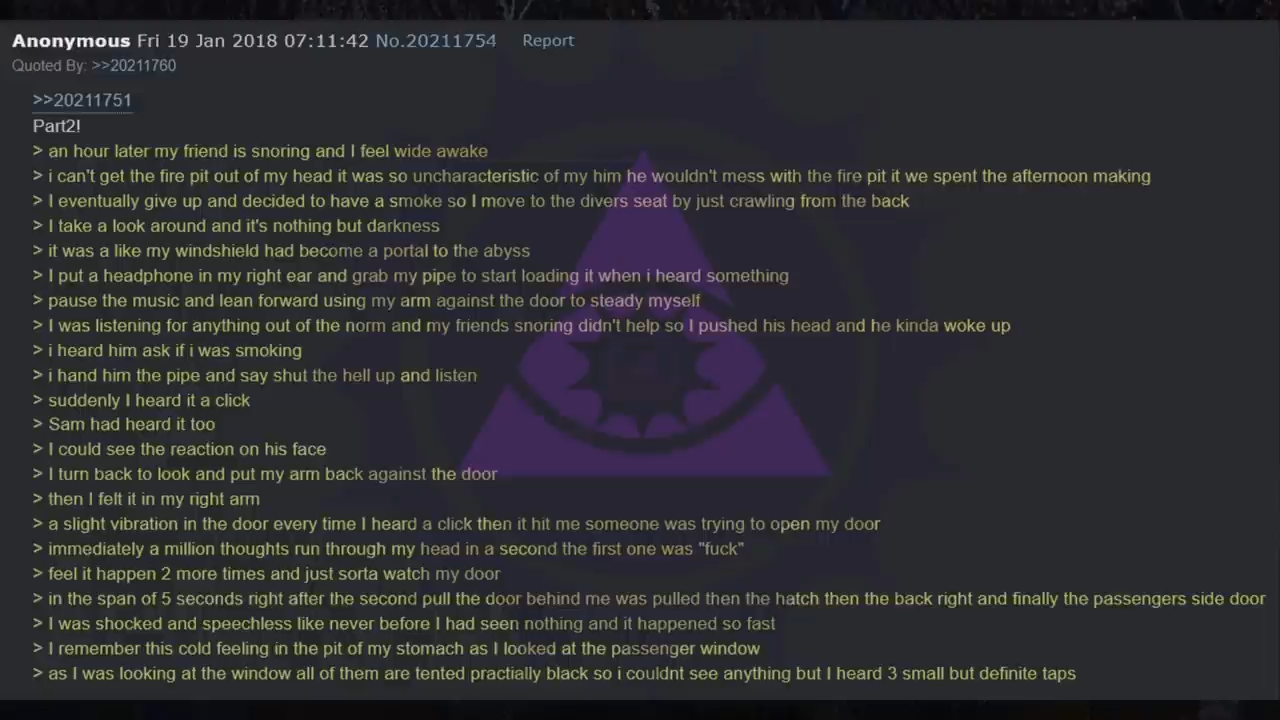 Anonymous Fri 19 Jan 2018 07:11:42 No.20211754 Report
Quoted By: >>20211760
>>20211751
Part2!
> an hour later my friend is snoring and I feel wide awake
> i can't get the fire pit out of my head it was so uncharacteristic of my him he wouldn't mess with the fire pit it we spent the afternoon making
> I eventually give up and decided to have a smoke so I move to the divers seat by just crawling from the back
> I take a look around and it's nothing but darkness
> it was a like my windshield had become a portal to the abyss
> I put a headphone in my right ear and grab my pipe to start loading it when i heard something
> pause the music and lean forward using my arm against the door to steady myself
> I was listening for anything out of the norm and my friends snoring didn't help so I pushed his head and he kinda woke up
> i heard him ask if i was smoking
> i hand him the pipe and say shut the hell up and listen
> suddenly I heard it a click
> Sam had heard it too
> I could see the reaction on his face
> I turn back to look and put my arm back against the door
> then I felt it in my right arm
> a slight vibration in the door every time I heard a click then it hit me someone was trying to open my door
> immediately a million thoughts run through my head in a second the first one was "fuck"
> feel it happen 2 more times and just sorta watch my door
> in the span of 5 seconds right after the second pull the door behind me was pulled then the hatch then the back right and finally the passengers side door
> I was shocked and speechless like never before I had seen nothing and it happened so fast
> I remember this cold feeling in the pit of my stomach as I looked at the passenger window
> as I was looking at the window all of them are tented practially black so i couldnt see anything but I heard 3 small but definite taps